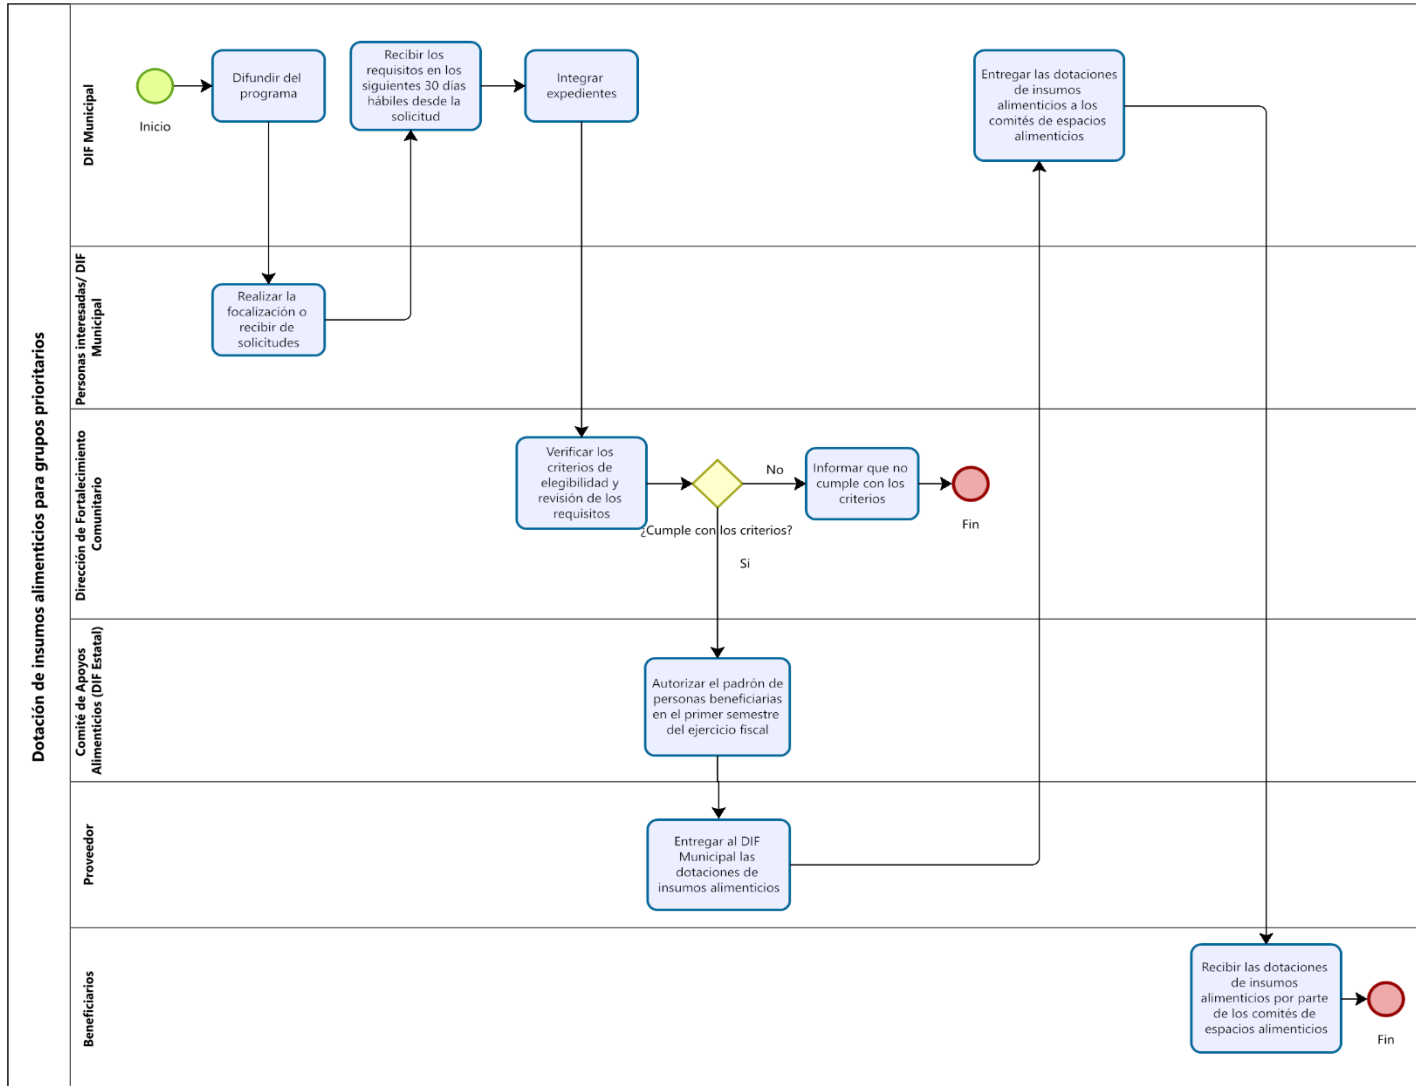 Dotación de insumos alimenticios para grupos prioritarios
DIF Municipal
Inicio
Difundir del
programa
Recibir los
requisitos en los
siguientes 30 días
hábiles desde la
solicitud
Integrar
expedientes
Entregar las dotaciones
de insumos
alimenticios a los
comités de espacios
alimenticios
Personas interesadas/ DIF
Municipal
Realizar la
focalización o
recibir de
solicitudes
Dirección de Fortalecimiento
Comunitario
Verificar los
criterios de
elegibilidad y
revisión de los
requisitos
¿Cumple con los criterios?
No
Si
Informar que no
cumple con los
criterios
Fin
Comité de Apoyos
Alimenticios (DIF Estatal)
Autorizar el padrón de
personas beneficiarias
en el primer semestre
del ejercicio fiscal
Proveedor
Entregar al DIF
Municipal las
dotaciones de
insumos alimenticios
Beneficiarios
Recibir las dotaciones
de insumos
alimenticios por parte
de los comités de
espacios alimenticios
Fin